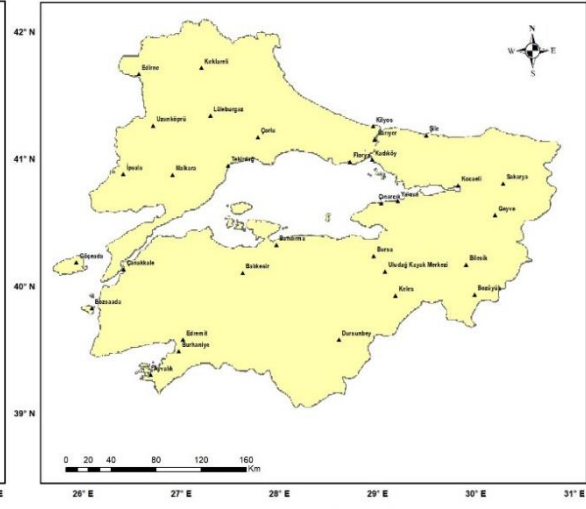 42° N
N
W E
S
Kırklareli
Edirne
Lüleburgaz
Uzunköprü
Kilyos
Çorlu
Sarıyer
Şile
41° N
Tekirdağ
Florya
Kadıköy
İpsala
Malkara
Kocaeli
Sakarya
Çınarcık
Yalova
Geyve
Bandırma
Bursa
Gökçeada
Çanakkale
Balıkesir
Uludağ Kayak Merkezi
Bilecik
40° N
Keles
Bozüyük
Bozcaada
Edremit
Dursunbey
Burhaniye
Ayvalık
39° N
0 20 40 80 120 160
Km
E
26° E 27° E 28° E 29° E 30° E 31° E